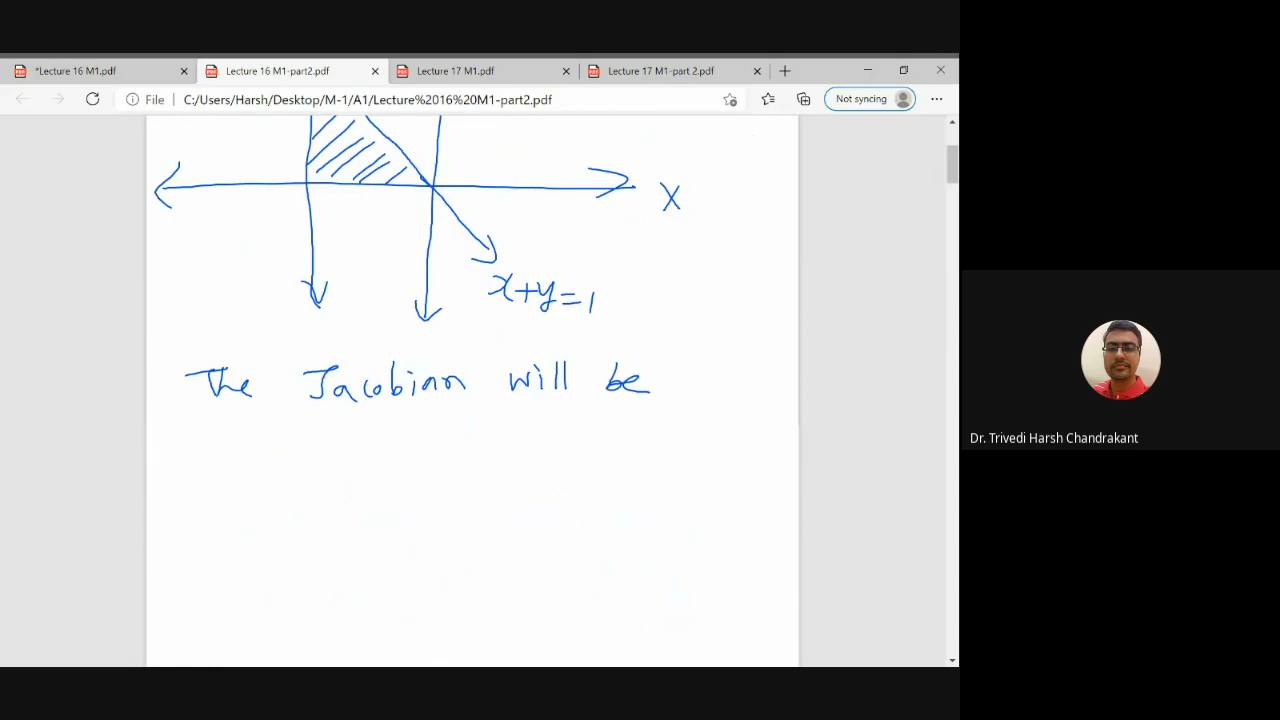 *Lecture 16 M1.pdf
Lecture 16 M1-part2.pdf
Lecture 17 M1.pdf
Lecture 17 M1-part 2.pdf
File
C:/Users/Harsh/Desktop/M-1/A1/Lecture%2016%20M1-part2.pdf
Not syncing
X
x+y=1
The Jacobian will be
Dr. Trivedi Harsh Chandrakant